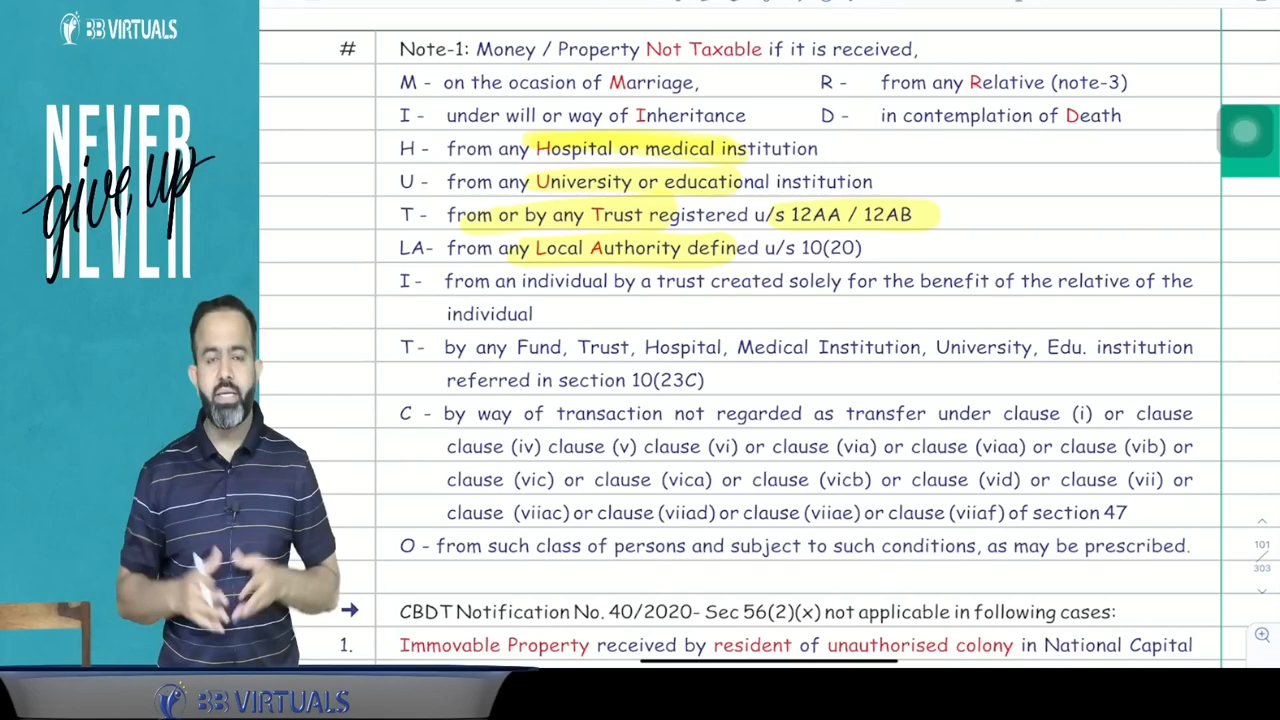 BB VIRTUALS
NEVER
give up
NEVER
# Note-1: Money / Property Not Taxable if it is received,
M - on the ocasion of Marriage, R - from any Relative (note-3)
I - under will or way of Inheritance D - in contemplation of Death
H - from any Hospital or medical institution
U - from any University or educational institution
T - from or by any Trust registered u/s 12AA / 12AB
LA- from any Local Authority defined u/s 10(20)
I - from an individual by a trust created solely for the benefit of the relative of the
individual
T - by any Fund, Trust, Hospital, Medical Institution, University, Edu. institution
referred in section 10(23C)
C - by way of transaction not regarded as transfer under clause (i) or clause
clause (iv) clause (v) clause (vi) or clause (via) or clause (viaa) or clause (vib) or
clause (vic) or clause (vica) or clause (vicb) or clause (vid) or clause (vii) or
clause (viiac) or clause (viiad) or clause (viiae) or clause (viiaf) of section 47
O - from such class of persons and subject to such conditions, as may be prescribed.
101
303
→ CBDT Notification No. 40/2020- Sec 56(2)(x) not applicable in following cases:
1. Immovable Property received by resident of unauthorised colony in National Capital
BB VIRTUALS